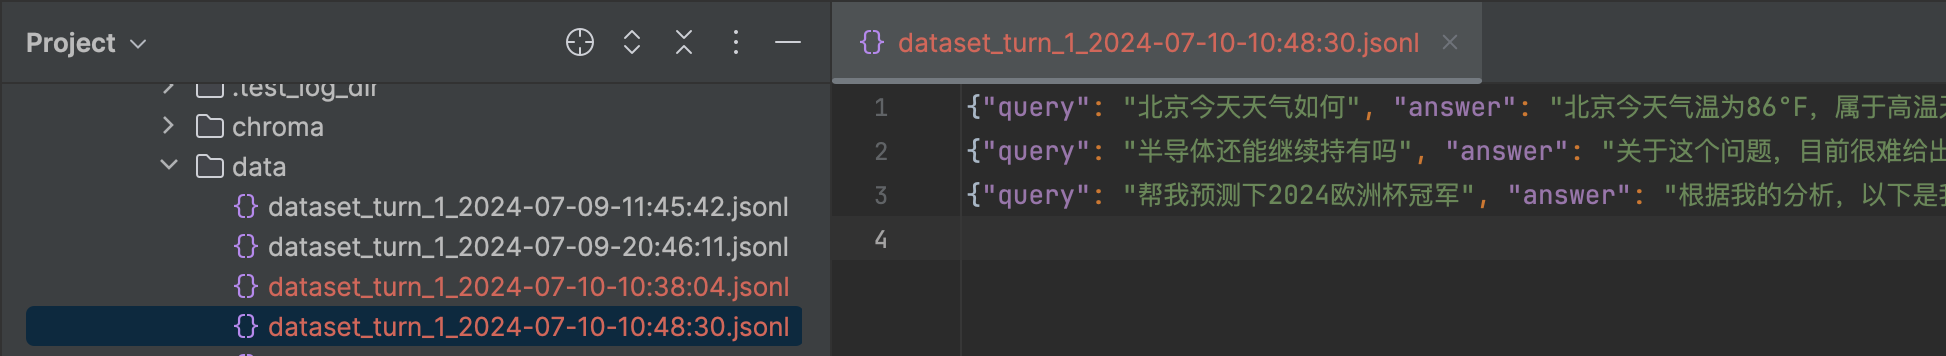 Project
.test_log_dir
chroma
data
{} dataset_turn_1_2024-07-09-11:45:42.jsonl
{} dataset_turn_1_2024-07-09-20:46:11.jsonl
{} dataset_turn_1_2024-07-10-10:38:04.jsonl
{} dataset_turn_1_2024-07-10-10:48:30.jsonl
{} dataset_turn_1_2024-07-10-10:48:30.jsonl
1 {"query": "北京今天天气如何", "answer": "北京今天气温为86°F，属于高温
2 {"query": "半导体还能继续持有吗", "answer": "关于这个问题，目前很难给出
3 {"query": "帮我预测下2024欧洲杯冠军", "answer": "根据我的分析，以下是
4